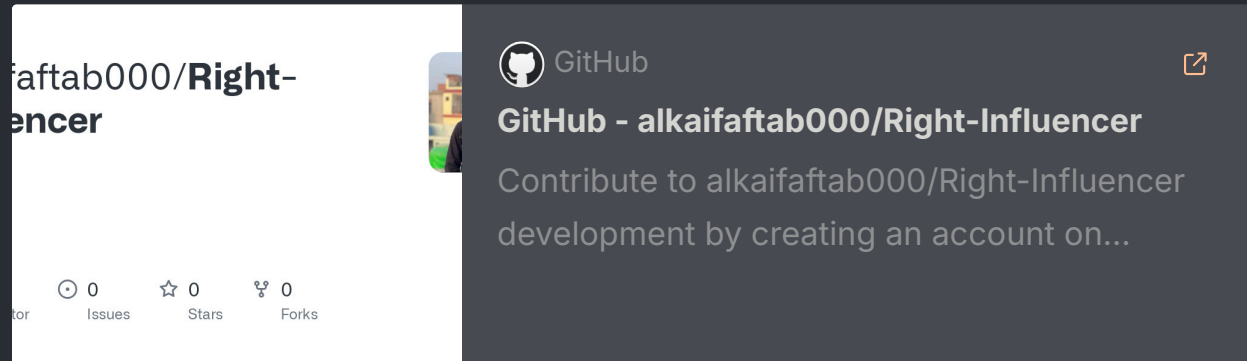 faftab000/Right-
encer
0
Issues
0
Stars
0
Forks
tor
GitHub
GitHub - alkaifaftab000/Right-Influencer
Contribute to alkaifaftab000/Right-Influencer
development by creating an account on...